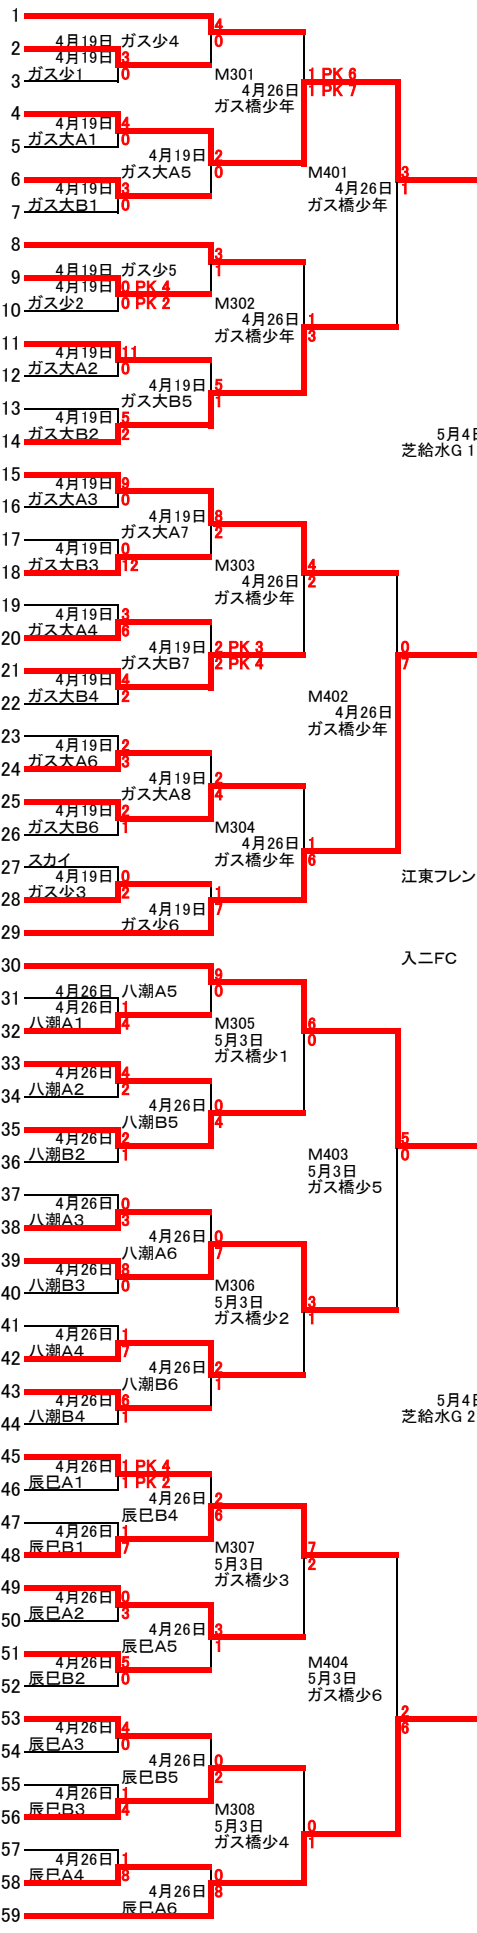 1
4
4月19日 ガス少4
0
2
3
4月19日
3 ガス少1
0
M301
1 PK 6
4月26日
1 PK 7
ガス橋少年
4
4
4月19日
5 ガス大A1
0
4月19日
2
ガス大A5
0
M401
3
4月26日
1
ガス橋少年
6
3
4月19日
7 ガス大B1
0
8
3
4月19日 ガス少5
1
9
0 PK 4
4月19日
10 ガス少2
0 PK 2
M302
1
4月26日
3
ガス橋少年
11
11
4月19日
12 ガス大A2
0
4月19日
5
ガス大B5
1
13
5
4月19日
14 ガス大B2
2
5月4日
芝給水G 1
15
9
4月19日
16 ガス大A3
0
4月19日
8
ガス大A7
2
17
0
4月19日
18 ガス大B3
12
M303
4
4月26日
2
ガス橋少年
19
3
4月19日
20 ガス大A4
6
4月19日
2 PK 3
ガス大B7
2 PK 4
0
7
21
4
4月19日
22 ガス大B4
2
M402
4月26日
ガス橋少年
23
2
4月19日
24 ガス大A6
3
4月19日
2
ガス大A8
4
25
2
4月19日
26 ガス大B6
1
M304
1
4月26日
6
ガス橋少年
27 スカイ
0
4月19日
28 ガス少3
2
江東フレン
1
4月19日
7
29 ガス少6
入二FC
30
9
4月26日 八潮A5
0
31
1
4月26日
32 八潮A1
4
M305
6
5月3日
0
ガス橋少1
33
4
4月26日
34 八潮A2
2
4月26日
0
八潮B5
4
35
2
4月26日
36 八潮B2
1
M403
5
5月3日
0
ガス橋少5
37
0
4月26日
38 八潮A3
3
4月26日
0
八潮A6
7
39
8
4月26日
40 八潮B3
0
M306
3
5月3日
1
ガス橋少2
41
1
4月26日
42 八潮A4
7
4月26日
2
八潮B6
1
43
6
4月26日
44 八潮B4
1
5月4日
芝給水G 2
45
1 PK 4
4月26日
46 辰巳A1
1 PK 2
4月26日
2
辰巳B4
6
47
1
4月26日
48 辰巳B1
7
M307
7
5月3日
2
ガス橋少3
49
0
4月26日
50 辰巳A2
3
4月26日
3
辰巳A5
1
51
5
4月26日
52 辰巳B2
0
M404
2
5月3日
6
ガス橋少6
53
4
4月26日
54 辰巳A3
0
4月26日
0
辰巳B5
2
55
1
4月26日
56 辰巳B3
4
M308
0
5月3日
1
ガス橋少4
57
1
4月26日
58 辰巳A4
8
4月26日
0
辰巳A6
8
59